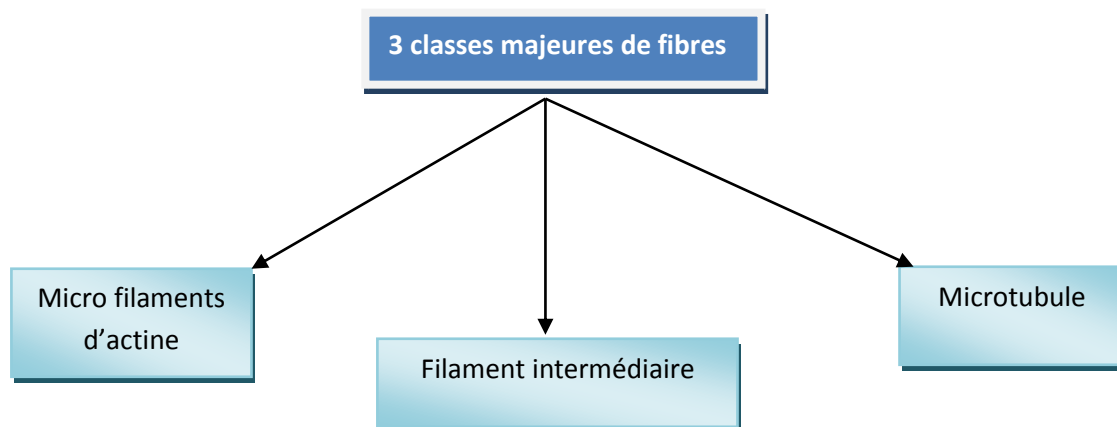 3 classes majeures de fibres
Micro filaments
d’actine
Filament intermédiaire
Microtubule